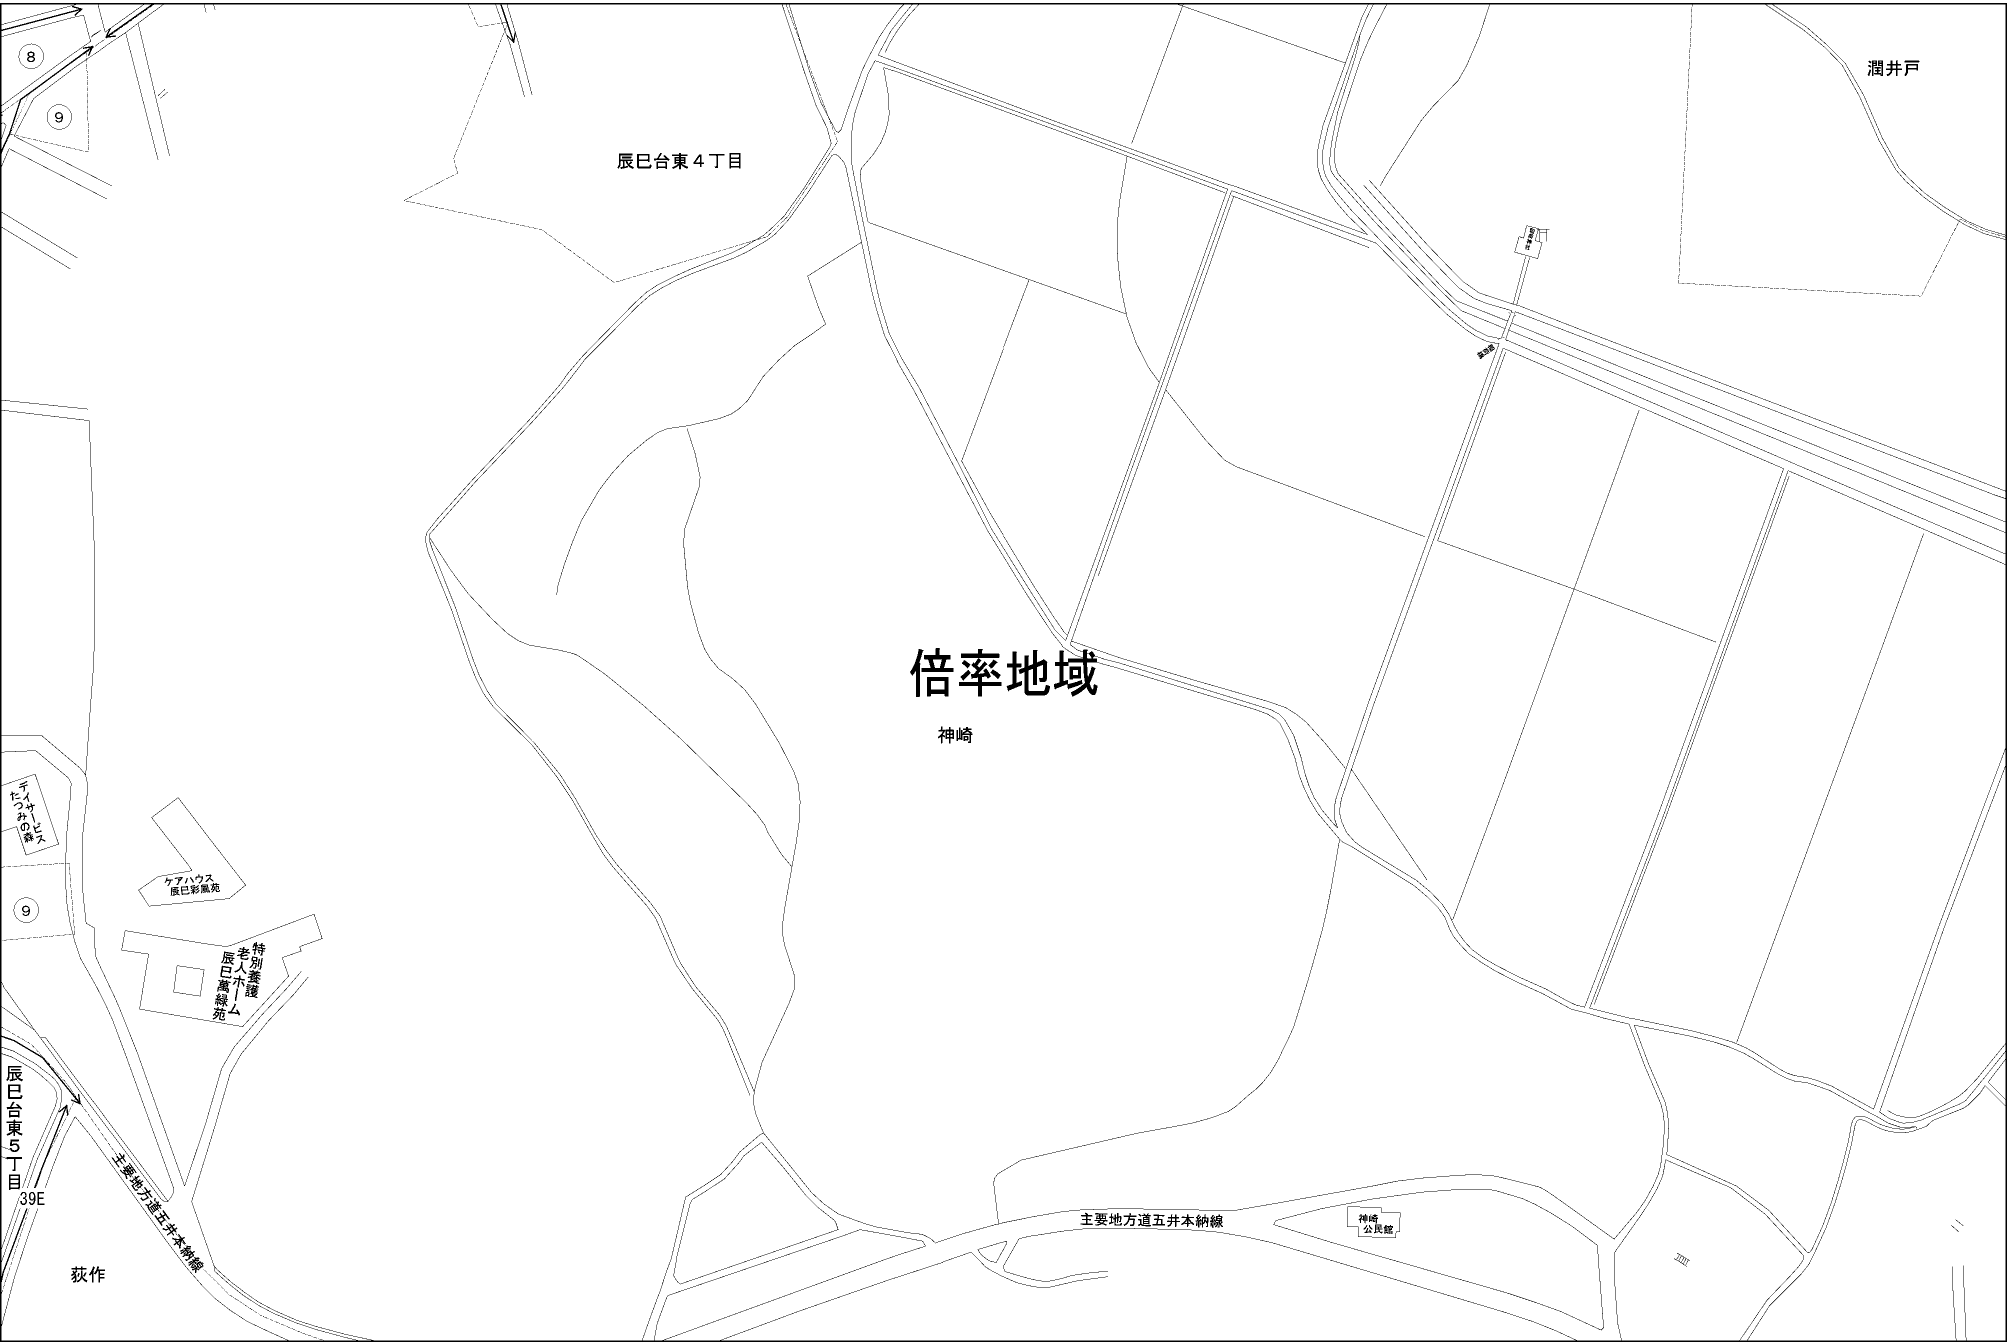 8
9
潤井戸
辰巳台東４丁目
倍率地域
神崎
デイサービス
たつみの森
ケアハウス
辰巳彩風苑
9
特別養護
老人ホーム
辰巳萬緑苑
辰巳台東５丁目
39E
主要地方道五井本納線
主要地方道五井本納線
神崎
公民館
荻作